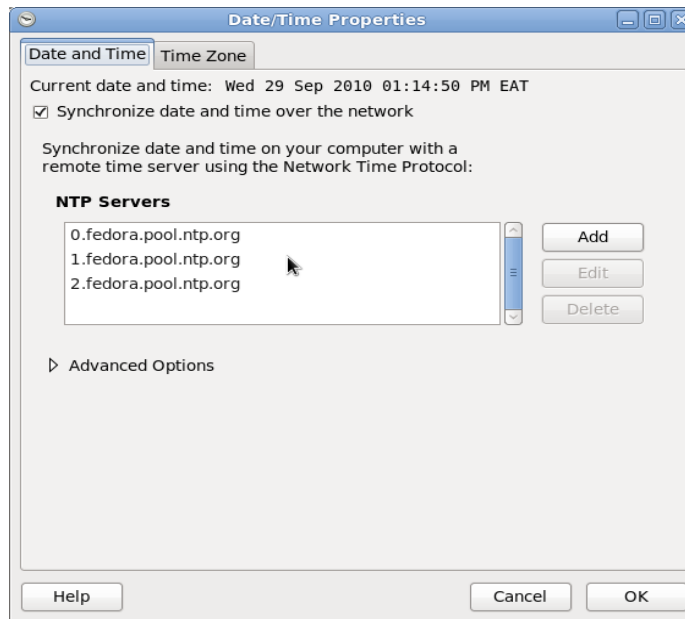 Date/Time Properties
Date and Time
Time Zone
Current date and time: Wed 29 Sep 2010 01:14:50 PM EAT
Synchronize date and time over the network
Synchronize date and time on your computer with a
remote time server using the Network Time Protocol:
NTP Servers
0.fedora.pool.ntp.org
1.fedora.pool.ntp.org
2.fedora.pool.ntp.org
Add
Edit
Delete
Advanced Options
Help
Cancel
OK